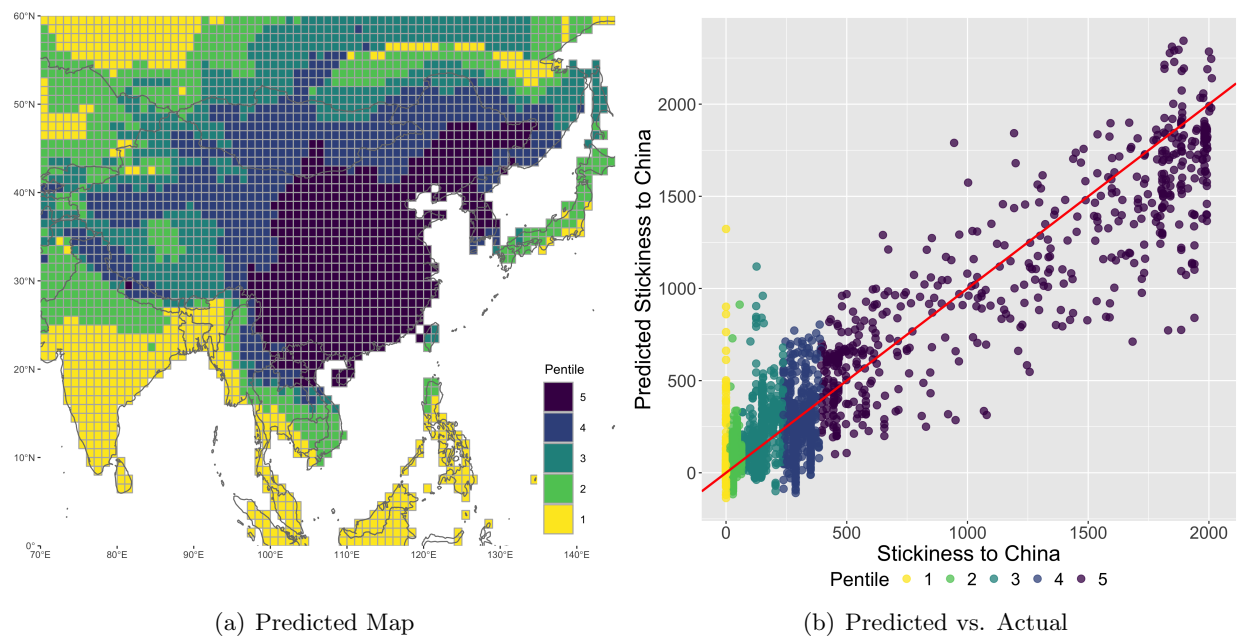 60°N
50°N
40°N
30°N
20°N
10°N
0°
70°E 80°E 90°E 100°E 110°E 120°E 130°E 140°E
Pentile
5
4
3
2
1
(a) Predicted Map
Predicted Stickiness to China
2000
1500
1000
500
0
0 500 1000 1500 2000
Stickiness to China
Pentile 1 2 3 4 5
(b) Predicted vs. Actual